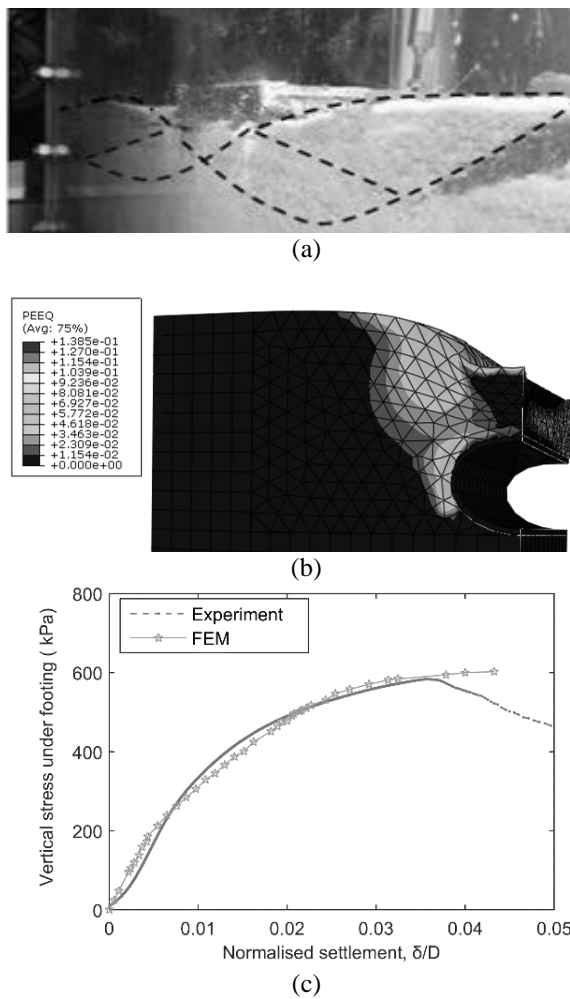 (a)
PEEQ
(Avg: 75%)
+1.385e-01
+1.270e-01
+1.154e-01
+1.039e-01
+9.236e-02
+8.081e-02
+6.927e-02
+5.772e-02
+4.618e-02
+3.463e-02
+2.309e-02
+1.154e-02
+0.000e+00
(b)
800
600
400
200
0
Vertical stress under footing ( kPa)
Experiment
FEM
0 0.01 0.02 0.03 0.04 0.05
Normalised settlement, δ/D
(c)